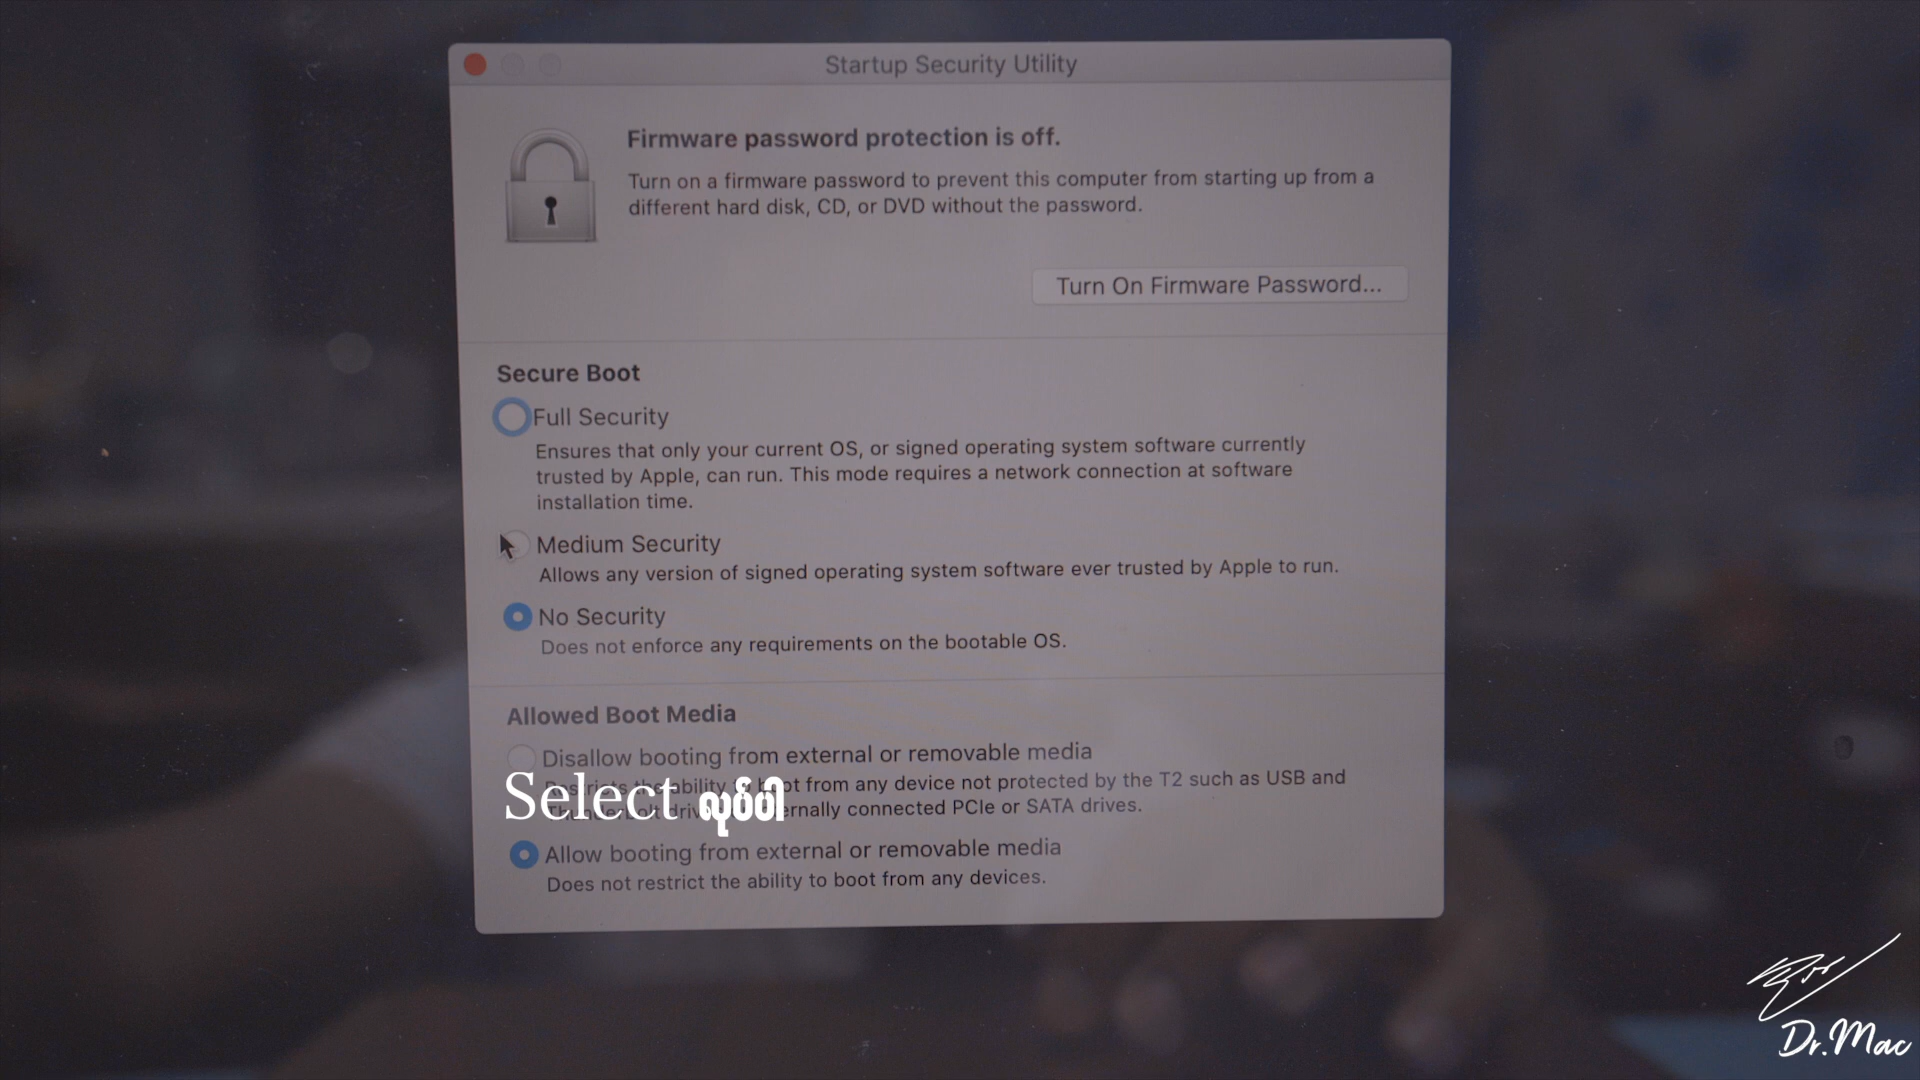 Startup Security Utility
Firmware password protection is off.
Turn on a firmware password to prevent this computer from starting up from a
different hard disk, CD, or DVD without the password.
Turn On Firmware Password...
Secure Boot
Full Security
Ensures that only your current OS, or signed operating system software currently
trusted by Apple, can run. This mode requires a network connection at software
installation time.
Medium Security
Allows any version of signed operating system software ever trusted by Apple to run.
No Security
Does not enforce any requirements on the bootable OS.
Allowed Boot Media
Disallow booting from external or removable media
Restricts the ability to boot from any device not protected by the T2 such as USB and
Select လုပ်ပါ
ernally connected PCIe or SATA drives.
Allow booting from external or removable media
Does not restrict the ability to boot from any devices.
Dr.Mac